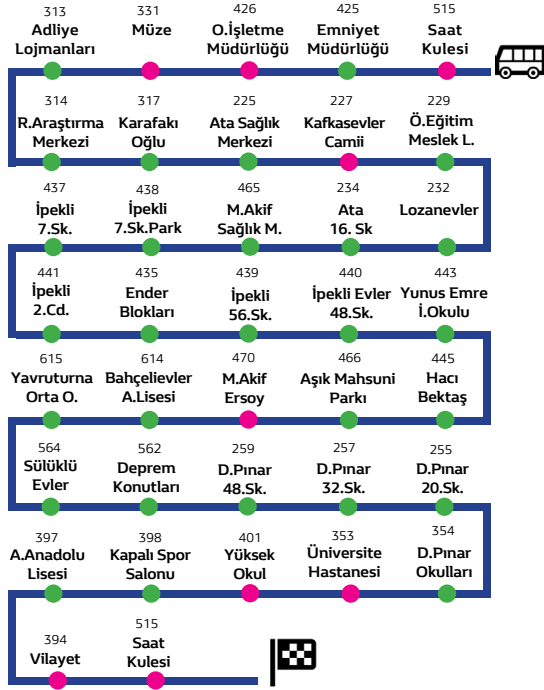 313
Adliye
Lojmanları
331
Müze
426
O.İşletme
Müdürlüğü
425
Emniyet
Müdürlüğü
515
Saat
Kulesi
314
R.Araştırma
Merkezi
317
Karafakı
Oğlu
225
Ata Sağlık
Merkezi
227
Kafkasevler
Camii
229
Ö.Eğitim
Meslek L.
437
İpekli
7.Sk.
438
İpekli
7.Sk.Park
465
M.Akif
Sağlık M.
234
Ata
16. Sk
232
Lozanevler
441
İpekli
2.Cd.
435
Ender
Blokları
439
İpekli
56.Sk.
440
İpekli Evler
48.Sk.
443
Yunus Emre
İ.Okulu
615
Yavruturna
Orta O.
614
Bahçelievler
A.Lisesi
470
M.Akif
Ersoy
466
Aşık Mahsuni
Parkı
445
Hacı
Bektaş
564
Sülüklü
Evler
562
Deprem
Konutları
259
D.Pınar
48.Sk.
257
D.Pınar
32.Sk.
255
D.Pınar
20.Sk.
397
A.Anadolu
Lisesi
398
Kapalı Spor
Salonu
401
Yüksek
Okul
353
Üniversite
Hastanesi
354
D.Pınar
Okulları
394
Vilayet
515
Saat
Kulesi